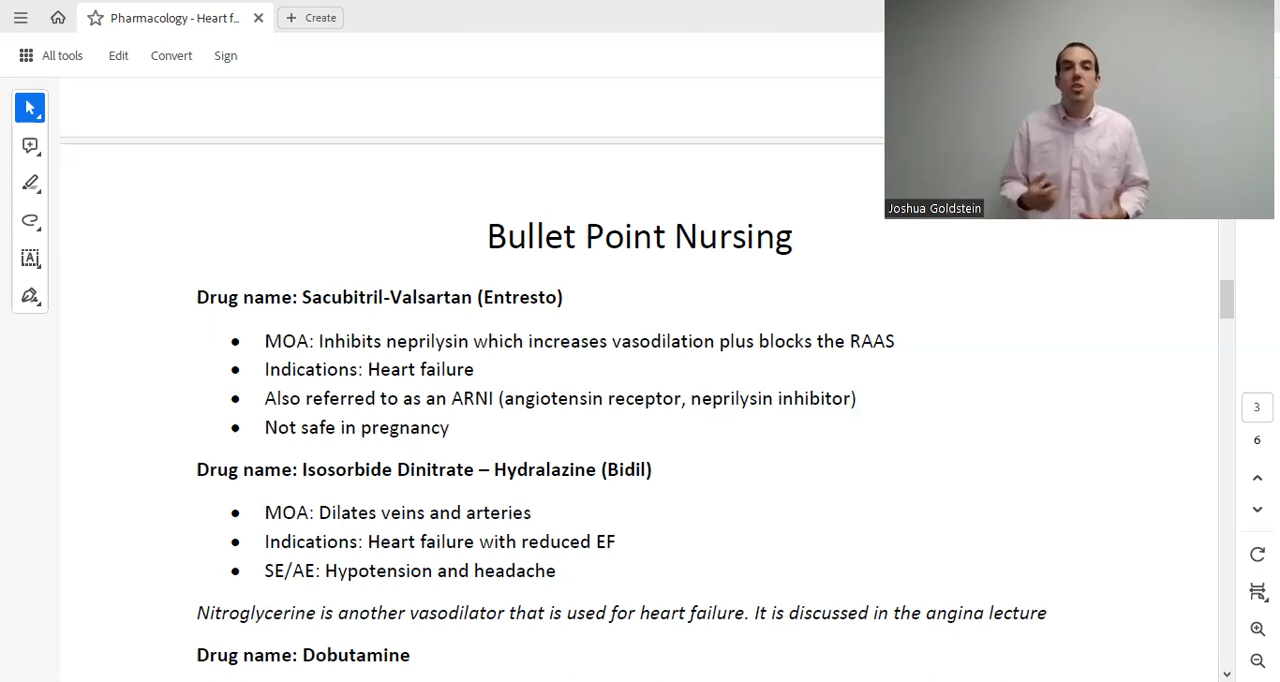 Pharmacology - Heart f...
Create
All tools
Edit
Convert
Sign
Joshua Goldstein
Bullet Point Nursing
Drug name: Sacubitril-Valsartan (Entresto)
• MOA: Inhibits neprilysin which increases vasodilation plus blocks the RAAS
• Indications: Heart failure
• Also referred to as an ARNI (angiotensin receptor, neprilysin inhibitor)
• Not safe in pregnancy
Drug name: Isosorbide Dinitrate – Hydralazine (Bidil)
• MOA: Dilates veins and arteries
• Indications: Heart failure with reduced EF
• SE/AE: Hypotension and headache
Nitroglycerine is another vasodilator that is used for heart failure. It is discussed in the angina lecture
Drug name: Dobutamine
3
6